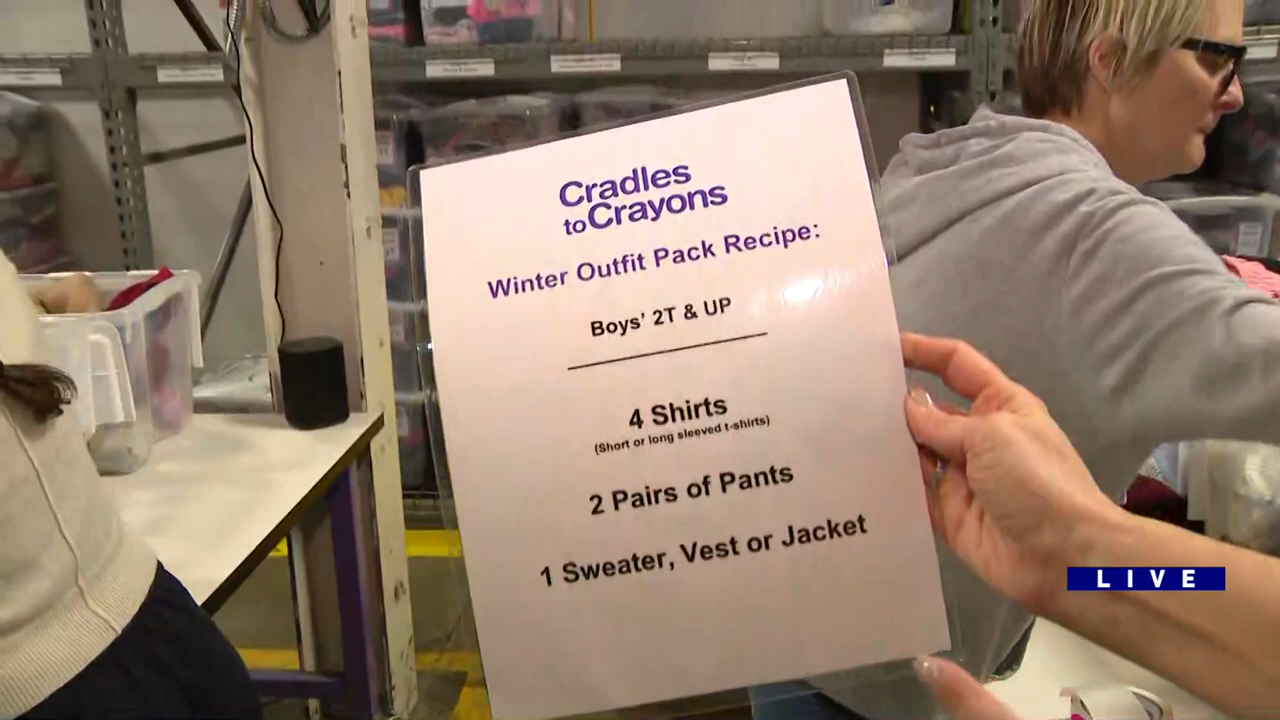 Cradles
to Crayons
Winter Outfit Pack Recipe:
Boys' 2T & UP
4 Shirts
(Short or long sleeved t-shirts)
2 Pairs of Pants
1 Sweater, Vest or Jacket
LIVE